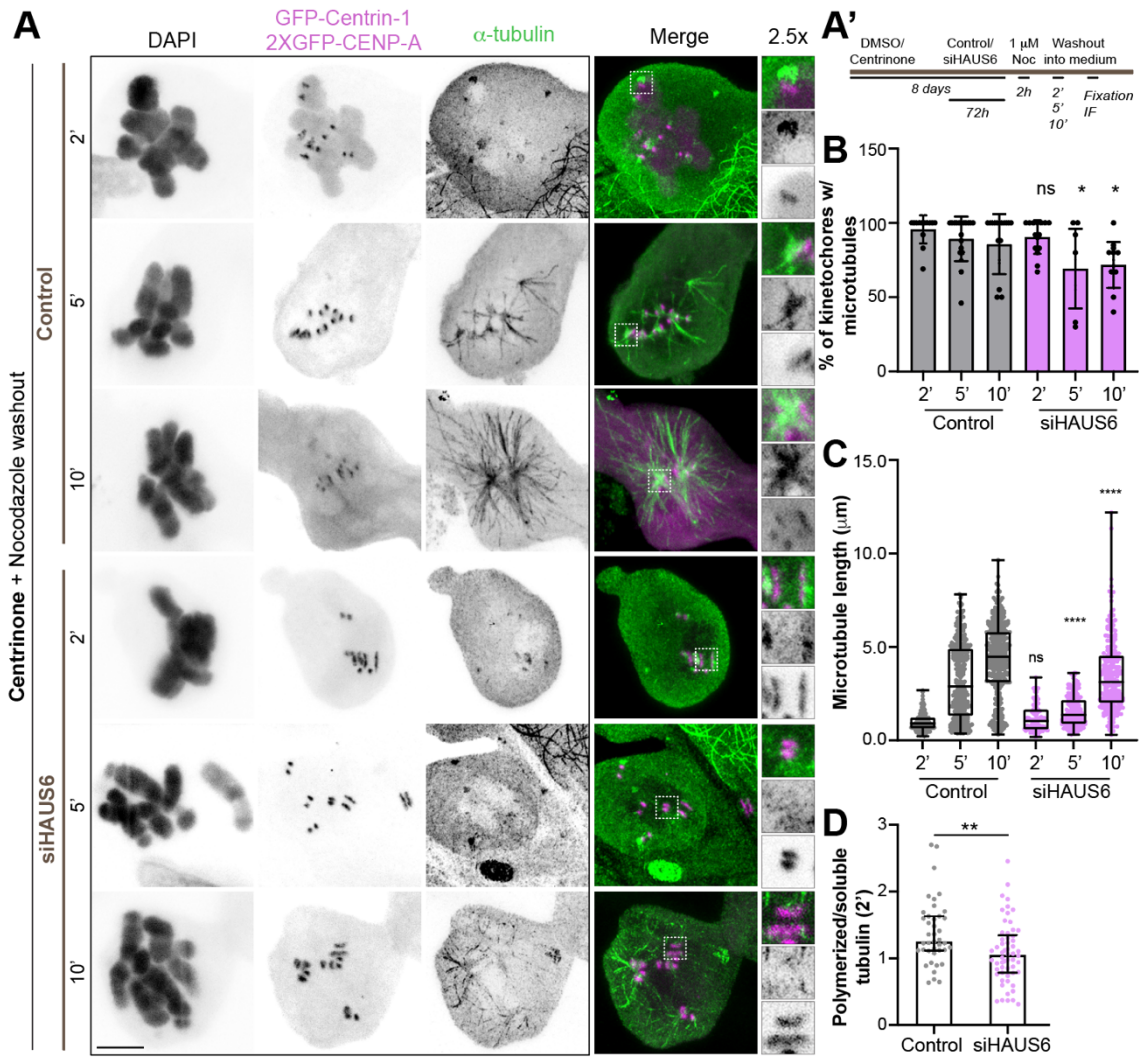 A
DAPI
GFP-Centrin-1
2XGFP-CENP-A
α-tubulin
Merge
2.5x
Centrinone + Nocodazole washout
Control
2'
5'
10'
siHAUS6
2'
5'
10'
A'
DMSO/
Centrinone
Control/
siHAUS6
1 μM
Noc
Washout
into medium
8 days
72h
2h
2'
5'
10'
Fixation
IF
B
% of kinetochores w/
microtubules
150
100
50
0
ns
*
*
2' 5' 10' 2' 5' 10'
Control siHAUS6
C
Microtubule length (μm)
15.0
10.0
5.0
0.0
ns
****
****
2' 5' 10' 2' 5' 10'
Control siHAUS6
D
Polymerized/soluble
tubulin (2')
3
2
1
0
**
Control siHAUS6